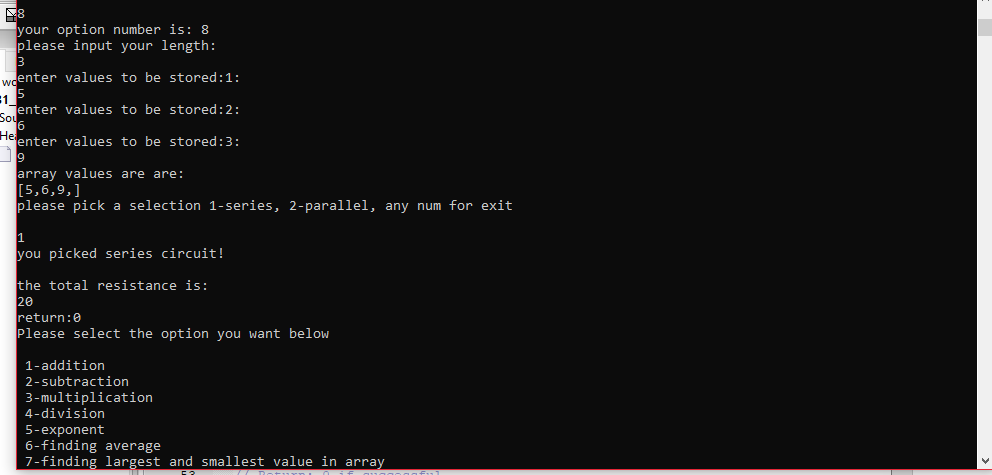 8
your option number is: 8
please input your length:
3
enter values to be stored:1:
5
enter values to be stored:2:
6
enter values to be stored:3:
9
array values are are:
[5,6,9,]
please pick a selection 1-series, 2-parallel, any num for exit
1
you picked series circuit!
the total resistance is:
20
return:0
Please select the option you want below
1-addition
2-subtraction
3-multiplication
4-division
5-exponent
6-finding average
7-finding largest and smallest value in array